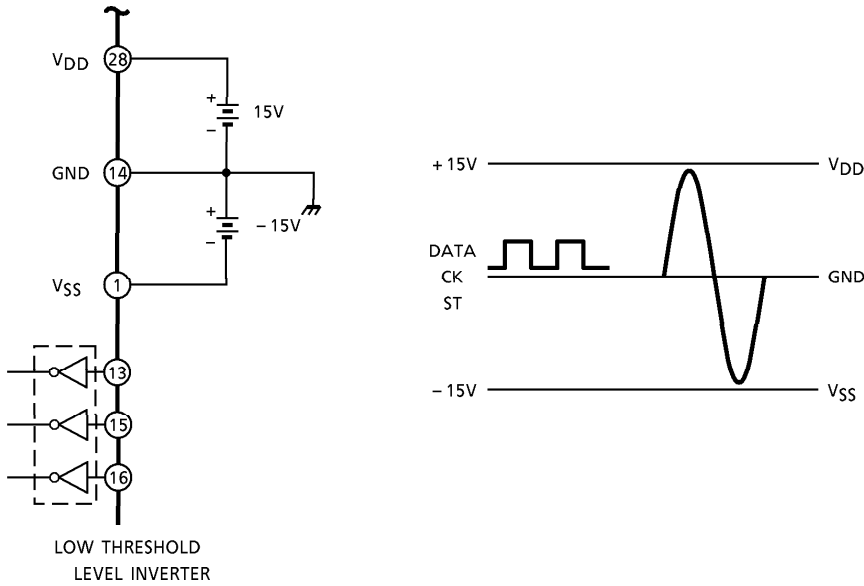 VDD 28
+
15V
−
GND 14
+
− 15V
−
VSS 1
13
15
16
LOW THRESHOLD
LEVEL INVERTER
+ 15V VDD
DATA
CK GND
ST
− 15V VSS